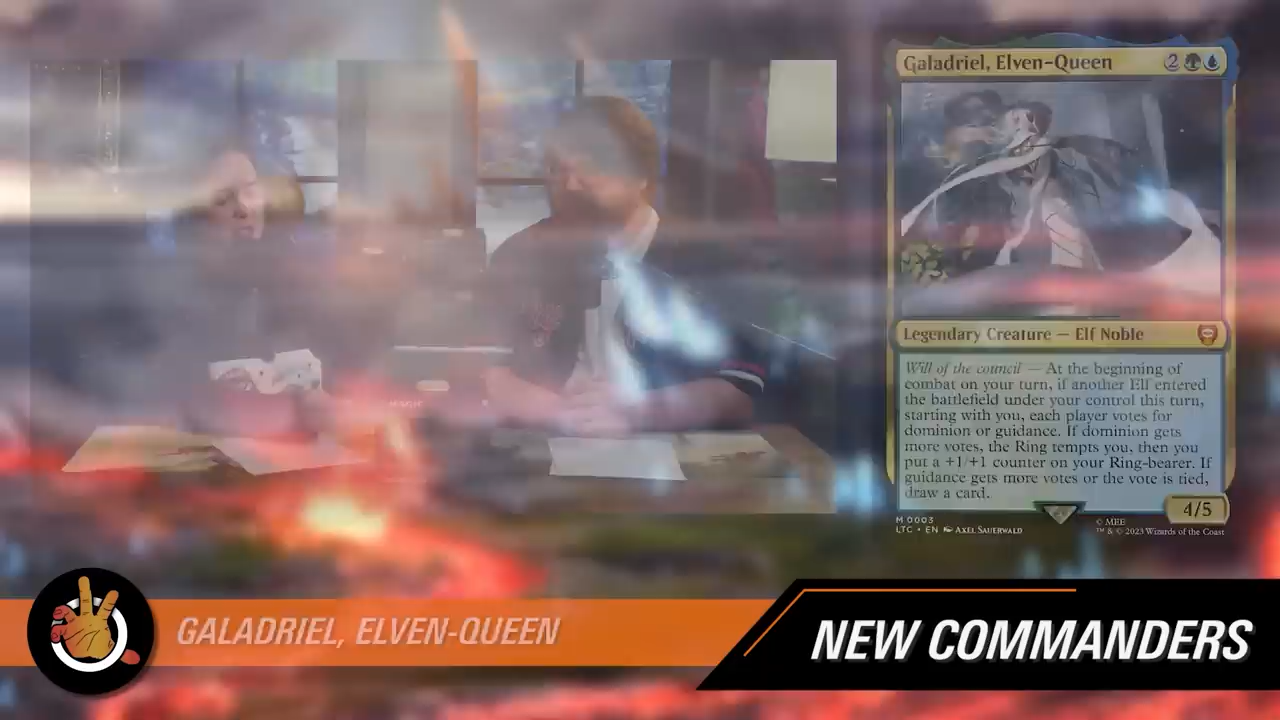 Galadriel, Elven-Queen 2
Legendary Creature — Elf Noble
Will of the council — At the beginning of
combat on your turn, if another Elf entered
the battlefield under your control this turn,
starting with you, each player votes for
dominion or guidance. If dominion gets
more votes, the Ring tempts you, then you
put a +1/+1 counter on your Ring-bearer. If
guidance gets more votes or the vote is tied,
draw a card.
4/5
M 0003
LTC • EN AXEL SAUERWALD
© MEE
™ & © 2023 Wizards of the Coast
GALADRIEL, ELVEN-QUEEN
NEW COMMANDERS